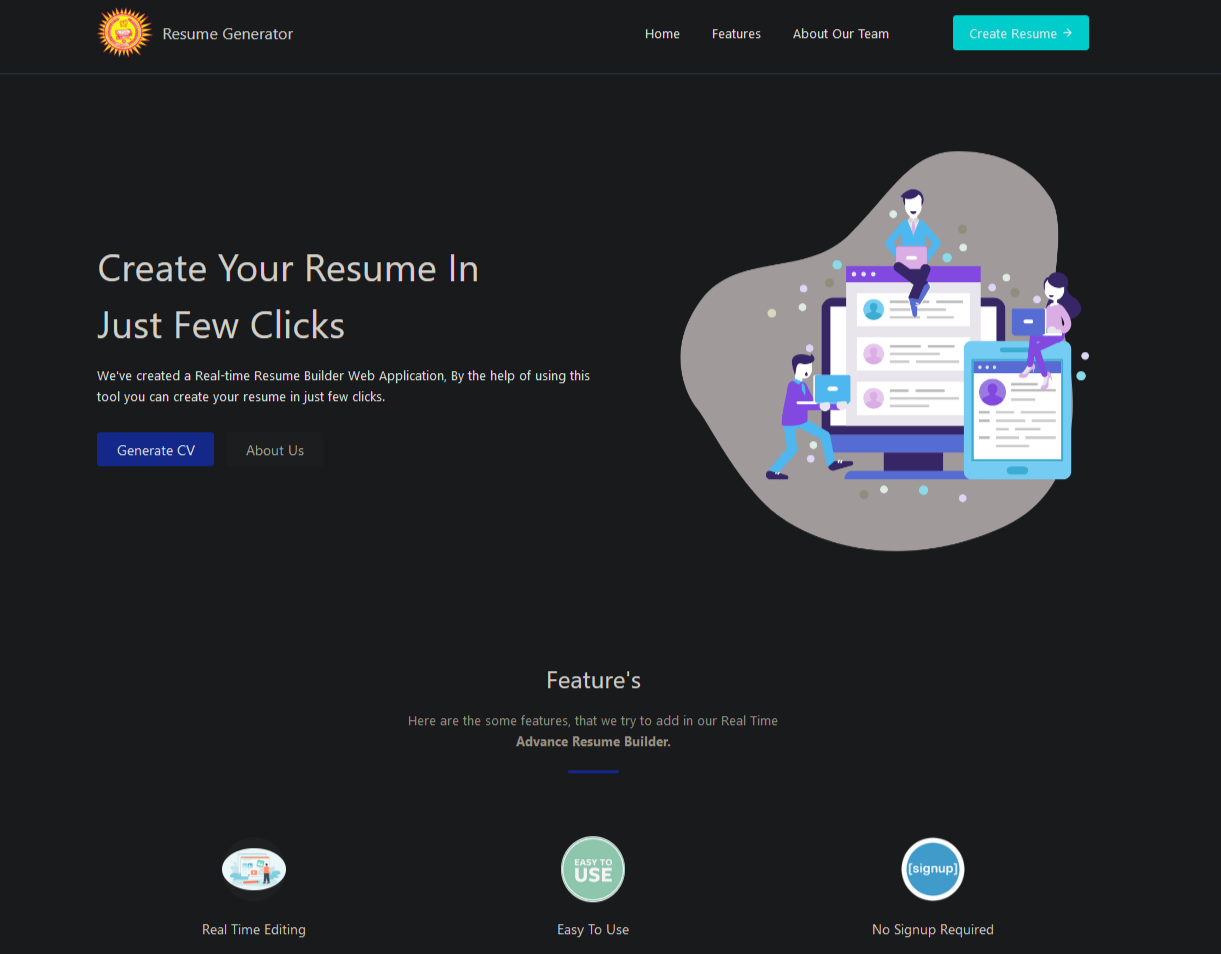 Resume Generator
Home
Features
About Our Team
Create Resume →
Create Your Resume In
Just Few Clicks
We've created a Real-time Resume Builder Web Application, By the help of using this
tool you can create your resume in just few clicks.
Generate CV
About Us
Feature's
Here are the some features, that we try to add in our Real Time
Advance Resume Builder.
EASY TO
USE
[signup]
Real Time Editing
Easy To Use
No Signup Required